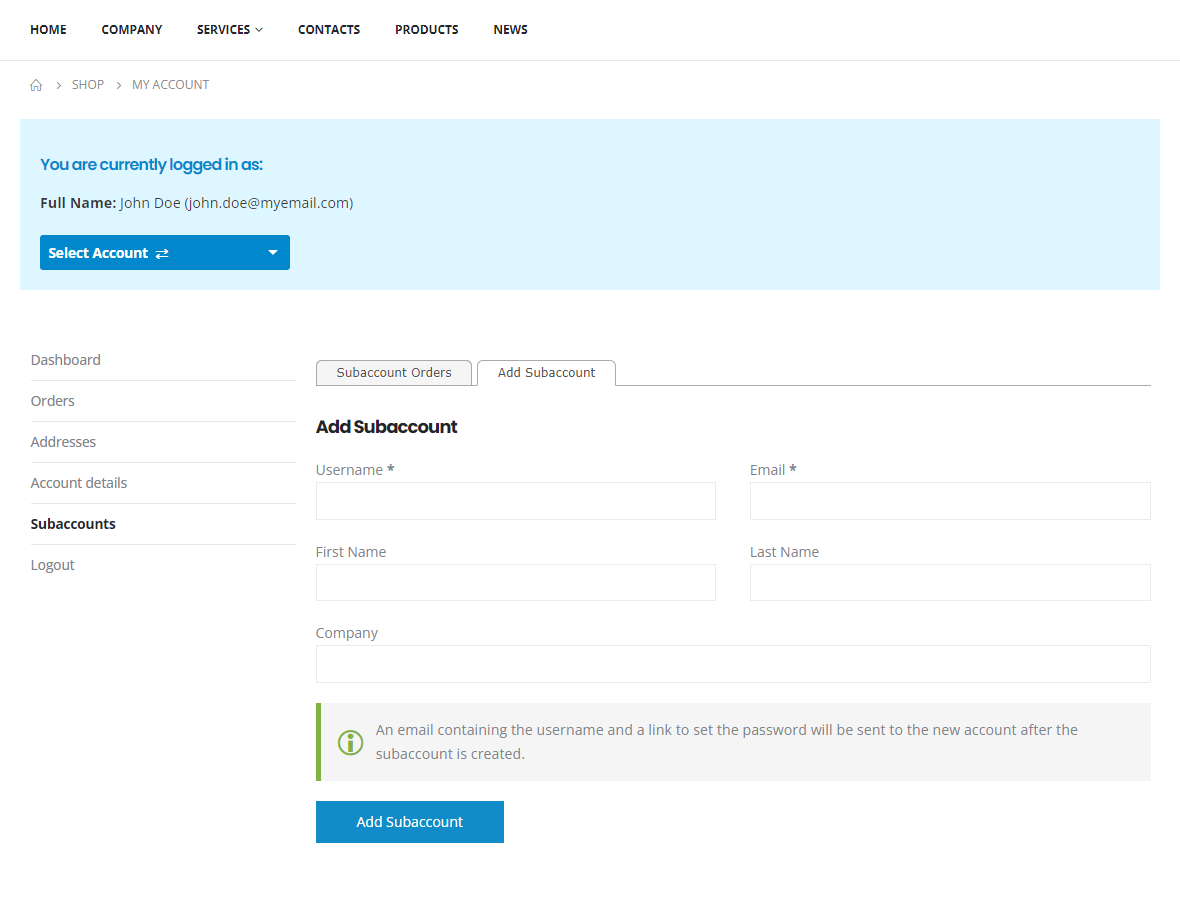 HOME COMPANY SERVICES CONTACTS PRODUCTS NEWS
SHOP MY ACCOUNT
You are currently logged in as:
Full Name: John Doe (john.doe@myemail.com)
Select Account
Dashboard
Orders
Addresses
Account details
Subaccounts
Logout
Subaccount Orders Add Subaccount
Add Subaccount
Username * Email *
First Name Last Name
Company
An email containing the username and a link to set the password will be sent to the new account after the
subaccount is created.
Add Subaccount